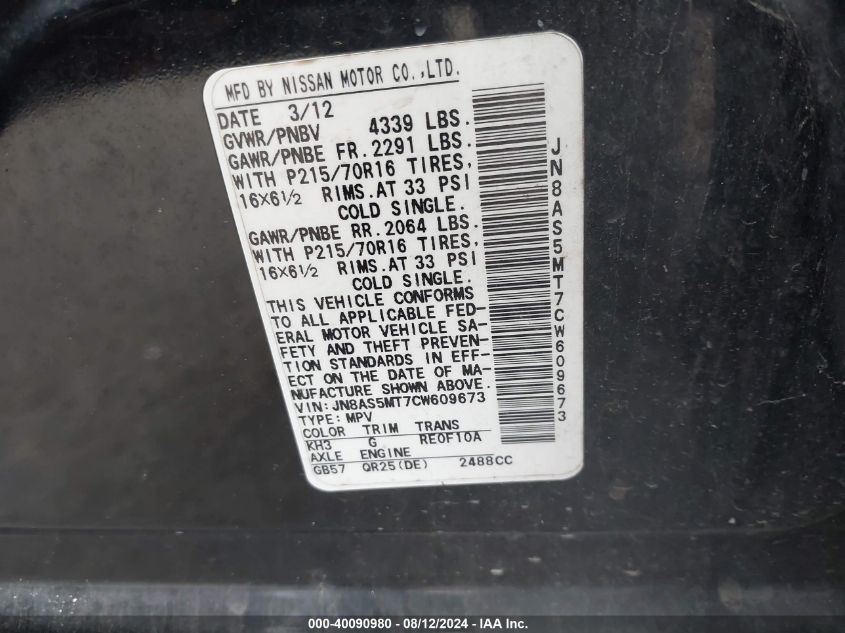 MFD BY NISSAN MOTOR CO.,LTD.
DATE 3/12
GVWR/PNBV 4339 LBS.
GAWR/PNBE FR. 2291 LBS.
WITH P215/70R16 TIRES,
16X6½ RIMS.AT 33 PSI
COLD SINGLE.
GAWR/PNBE RR. 2064 LBS.
WITH P215/70R16 TIRES,
16X6½ RIMS.AT 33 PSI
COLD SINGLE.
THIS VEHICLE CONFORMS
TO ALL APPLICABLE FED-
ERAL MOTOR VEHICLE SA-
FETY AND THEFT PREVEN-
TION STANDARDS IN EFF-
ECT ON THE DATE OF MA-
NUFACTURE SHOWN ABOVE.
VIN: JN8AS5MT7CW609673
TYPE: MPV
COLOR TRIM TRANS
KH3 G RE0F10A
AXLE ENGINE
GB57 QR25(DE) 2488CC
JN8AS5MT7CW609673
000-40090980 - 08/12/2024 - IAA Inc.